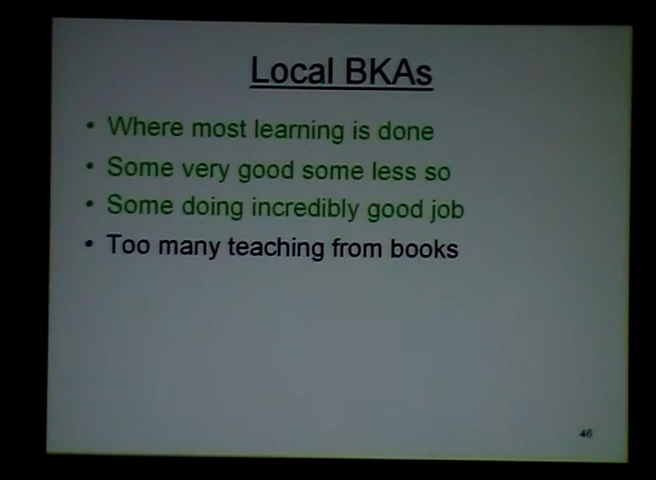 Local BKAs
• Where most learning is done
• Some very good some less so
• Some doing incredibly good job
• Too many teaching from books
46